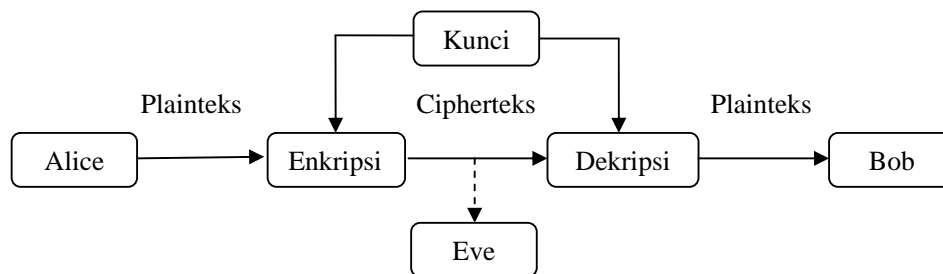 Kunci
Plainteks Cipherteks Plainteks
Alice Enkripsi Dekripsi Bob
Eve